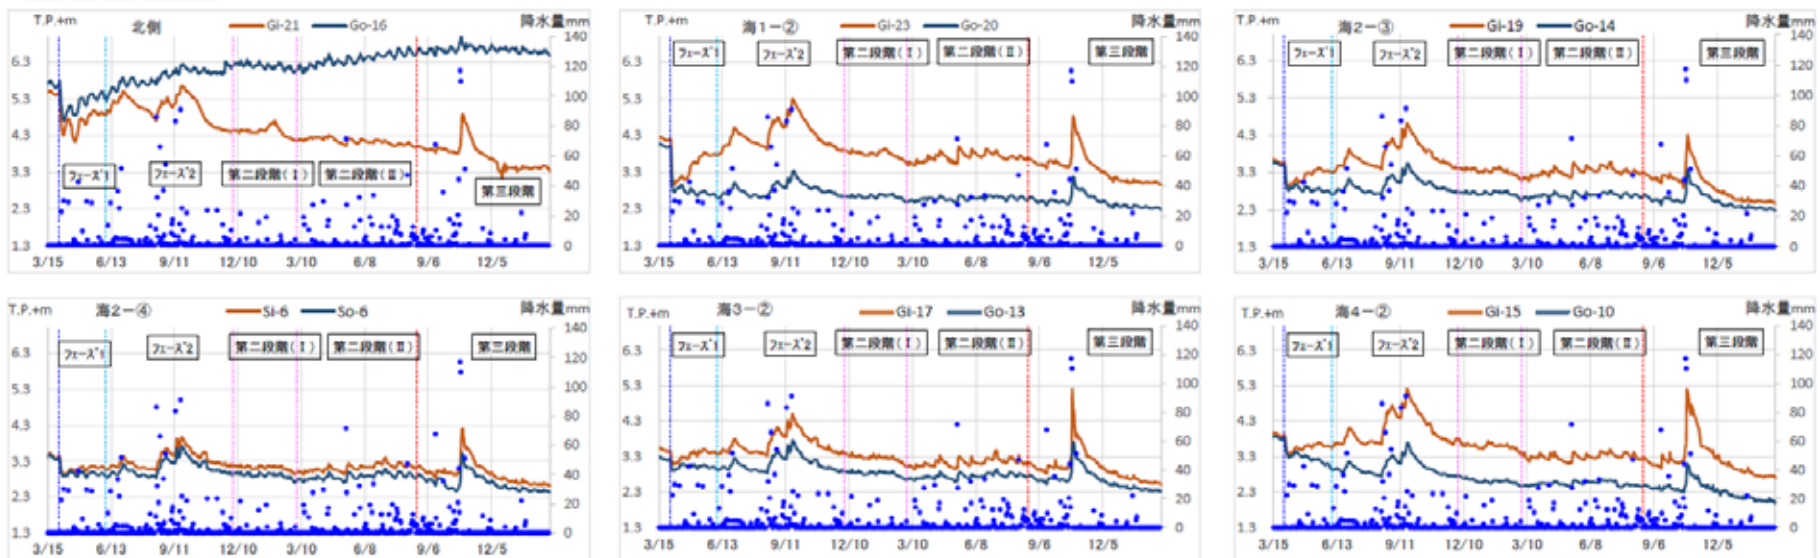 T.P.+m 北側 Gi-21 Go-16 降水量mm
フェーズ1 フェーズ2 第二段階(Ⅰ) 第二段階(Ⅱ) 第三段階
6.3 5.3 4.3 3.3 2.3 1.3
140 120 100 80 60 40 20 0
3/15 6/13 9/11 12/10 3/10 6/8 9/6 12/5
T.P.+m 海1-② Gi-23 Go-20 降水量mm
フェーズ1 フェーズ2 第二段階(Ⅰ) 第二段階(Ⅱ) 第三段階
6.3 5.3 4.3 3.3 2.3 1.3
140 120 100 80 60 40 20 0
3/15 6/13 9/11 12/10 3/10 6/8 9/6 12/5
T.P.+m 海2-③ Gi-19 Go-14 降水量mm
フェーズ1 フェーズ2 第二段階(Ⅰ) 第二段階(Ⅱ) 第三段階
6.3 5.3 4.3 3.3 2.3 1.3
140 120 100 80 60 40 20 0
3/15 6/13 9/11 12/10 3/10 6/8 9/6 12/5
T.P.+m 海2-④ Si-6 So-6 降水量mm
フェーズ1 フェーズ2 第二段階(Ⅰ) 第二段階(Ⅱ) 第三段階
6.3 5.3 4.3 3.3 2.3 1.3
140 120 100 80 60 40 20 0
3/15 6/13 9/11 12/10 3/10 6/8 9/6 12/5
T.P.+m 海3-② Gi-17 Go-13 降水量mm
フェーズ1 フェーズ2 第二段階(Ⅰ) 第二段階(Ⅱ) 第三段階
6.3 5.3 4.3 3.3 2.3 1.3
140 120 100 80 60 40 20 0
3/15 6/13 9/11 12/10 3/10 6/8 9/6 12/5
T.P.+m 海4-② Gi-15 Go-10 降水量mm
フェーズ1 フェーズ2 第二段階(Ⅰ) 第二段階(Ⅱ) 第三段階
6.3 5.3 4.3 3.3 2.3 1.3
140 120 100 80 60 40 20 0
3/15 6/13 9/11 12/10 3/10 6/8 9/6 12/5